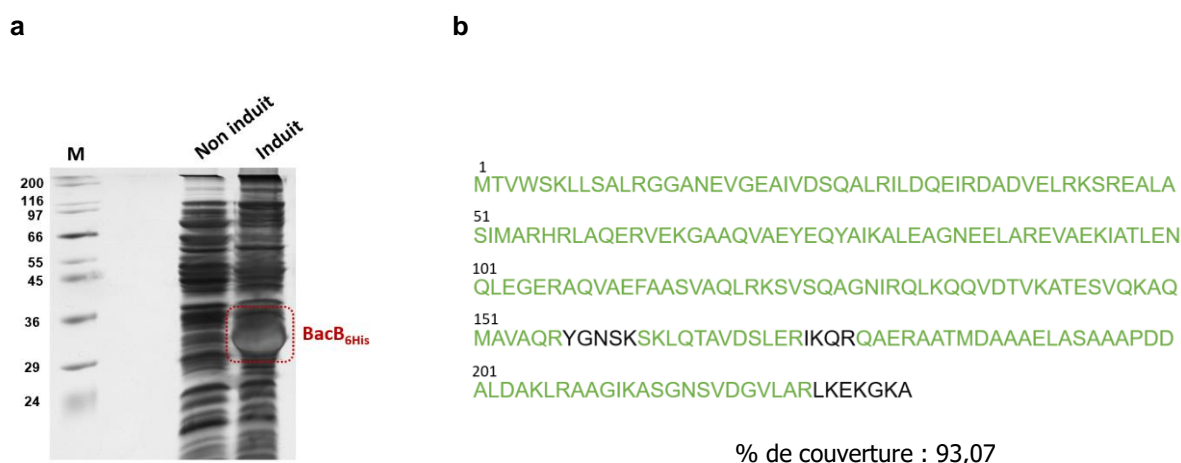 a
b
Non induit
Induit
M
200
116
97
66
55
45
36
29
24
BacB6His
1
MTVWSKLLSALRGGANEVGEAIVDSQALRILDQEIRDADVELRKSREALA
51
SIMARHRLAQERVEKGAAQVAEYEQYAIKALEAGNEELAREVAEKIATLEN
101
QLEGERAQVAEFAASVAQLRKSVSQAGNIRQLKQQVDTVKATESVQKAQ
151
MAVAQRYGNSKSKLQTAVDSLERIKQRQAERAATMDAAAELASAAAPDD
201
ALDAKLRAAGIKASGNSVDGVLARLKEKGKA
% de couverture : 93,07